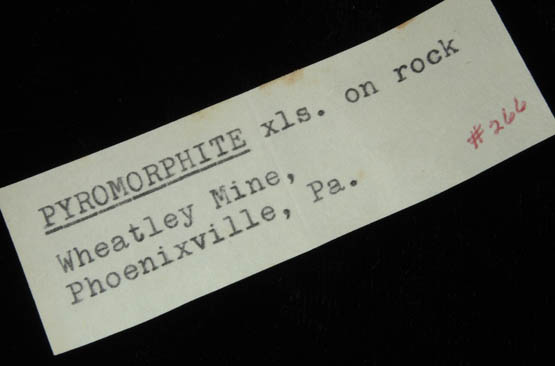 PYROMORPHITE xls. on rock
Wheatley Mine,
Phoenixville, Pa.
#266